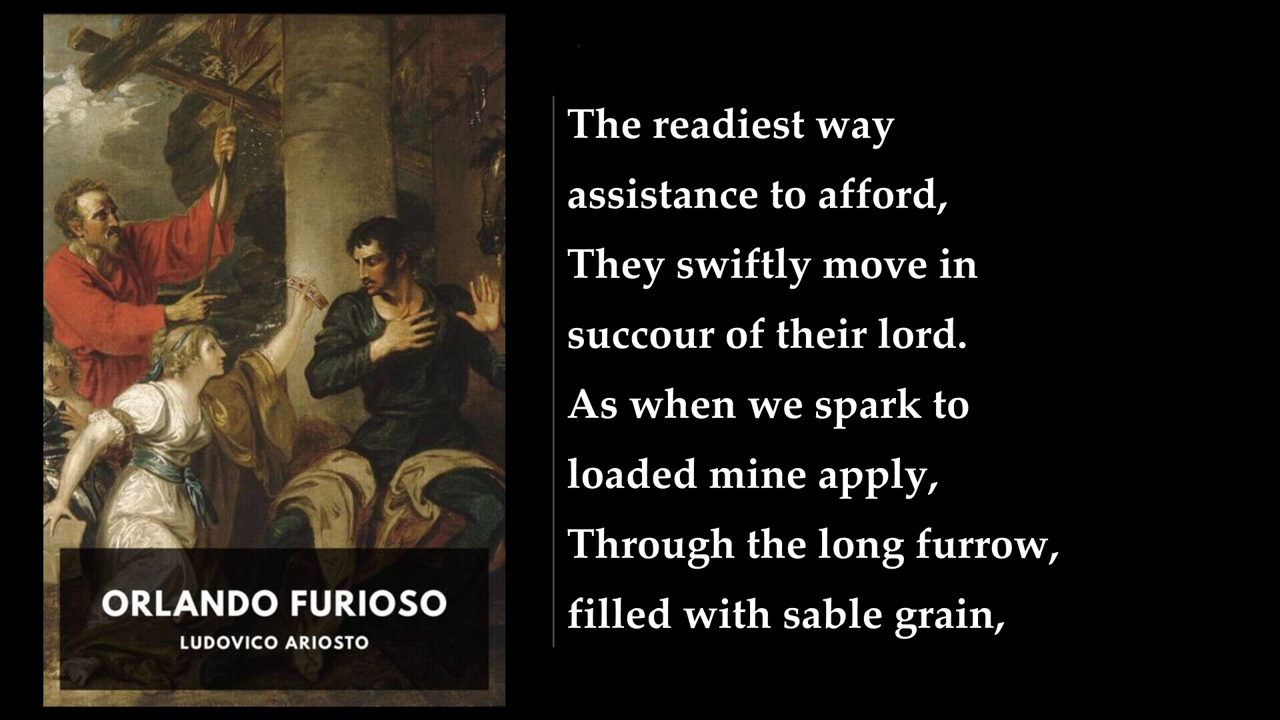 ORLANDO FURIOSO
LUDOVICO ARIOSTO
The readiest way
assistance to afford,
They swiftly move in
succour of their lord.
As when we spark to
loaded mine apply,
Through the long furrow,
filled with sable grain,